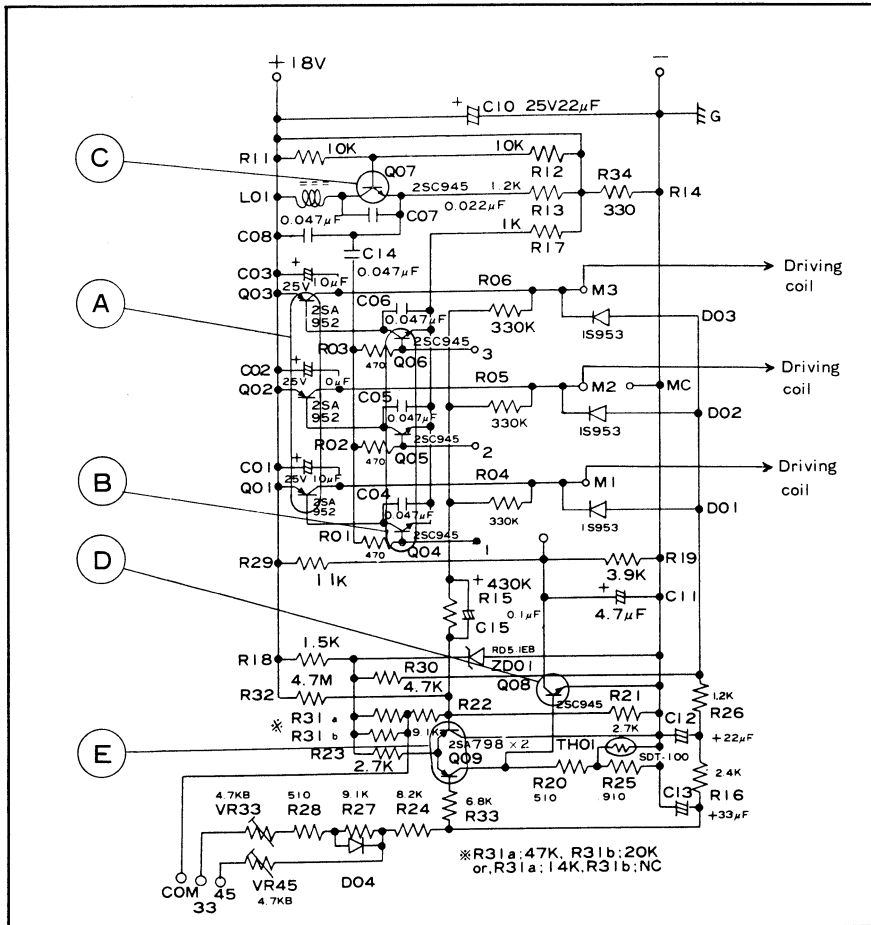 + 18V
−
+ C10 25V22µF
G
C
R11 10K 10K
R12
Q07
R34
L01
2SC945 1.2K
R14
C07 0.022µF R13 330
0.047µF
1K
C08
R17
C14
0.047µF
C03 + 10µF
R06
Driving
coil
Q03 25V
C06
M3
A
2SA
952
0.047µF
330K
D03
2SC945
1S953
R03
470
Q06
3
C02 +
R05
Driving
coil
0µF
Q02 25V
M2
MC
C05
2SA
952
0.047µF
330K
D02
2SC945
1S953
R02
470
Q05
2
C01 +
R04
Driving
coil
25V 10µF
Q01
M1
B
C04
2SA
952
0.047µF
330K
D01
2SC945
1S953
R01
470
Q04
1
D
R29
R19
11K
3.9K
+ 430K
R15
C11
0.1µF
+
4.7µF
C15
1.5K
RD5.1EB
R18
ZD01
4.7M
R30
Q08
4.7K
R32
R22
R21
1.2K
2SC945
R26
※ R31 a
2.7K
C12
R31 b
9.1K
2SA798 ×2
TH01
+22µF
E
R23
Q09
SDT-100
2.7K
2.4K
R20
R25
C13
R16
510
910
4.7KB
510
9.1K
8.2K
6.8K
+33µF
VR33
R28
R27
R24
R33
※R31a;47K, R31b;20K
or,R31a;14K,R31b;NC
D04
COM
33
45
VR45
4.7KB